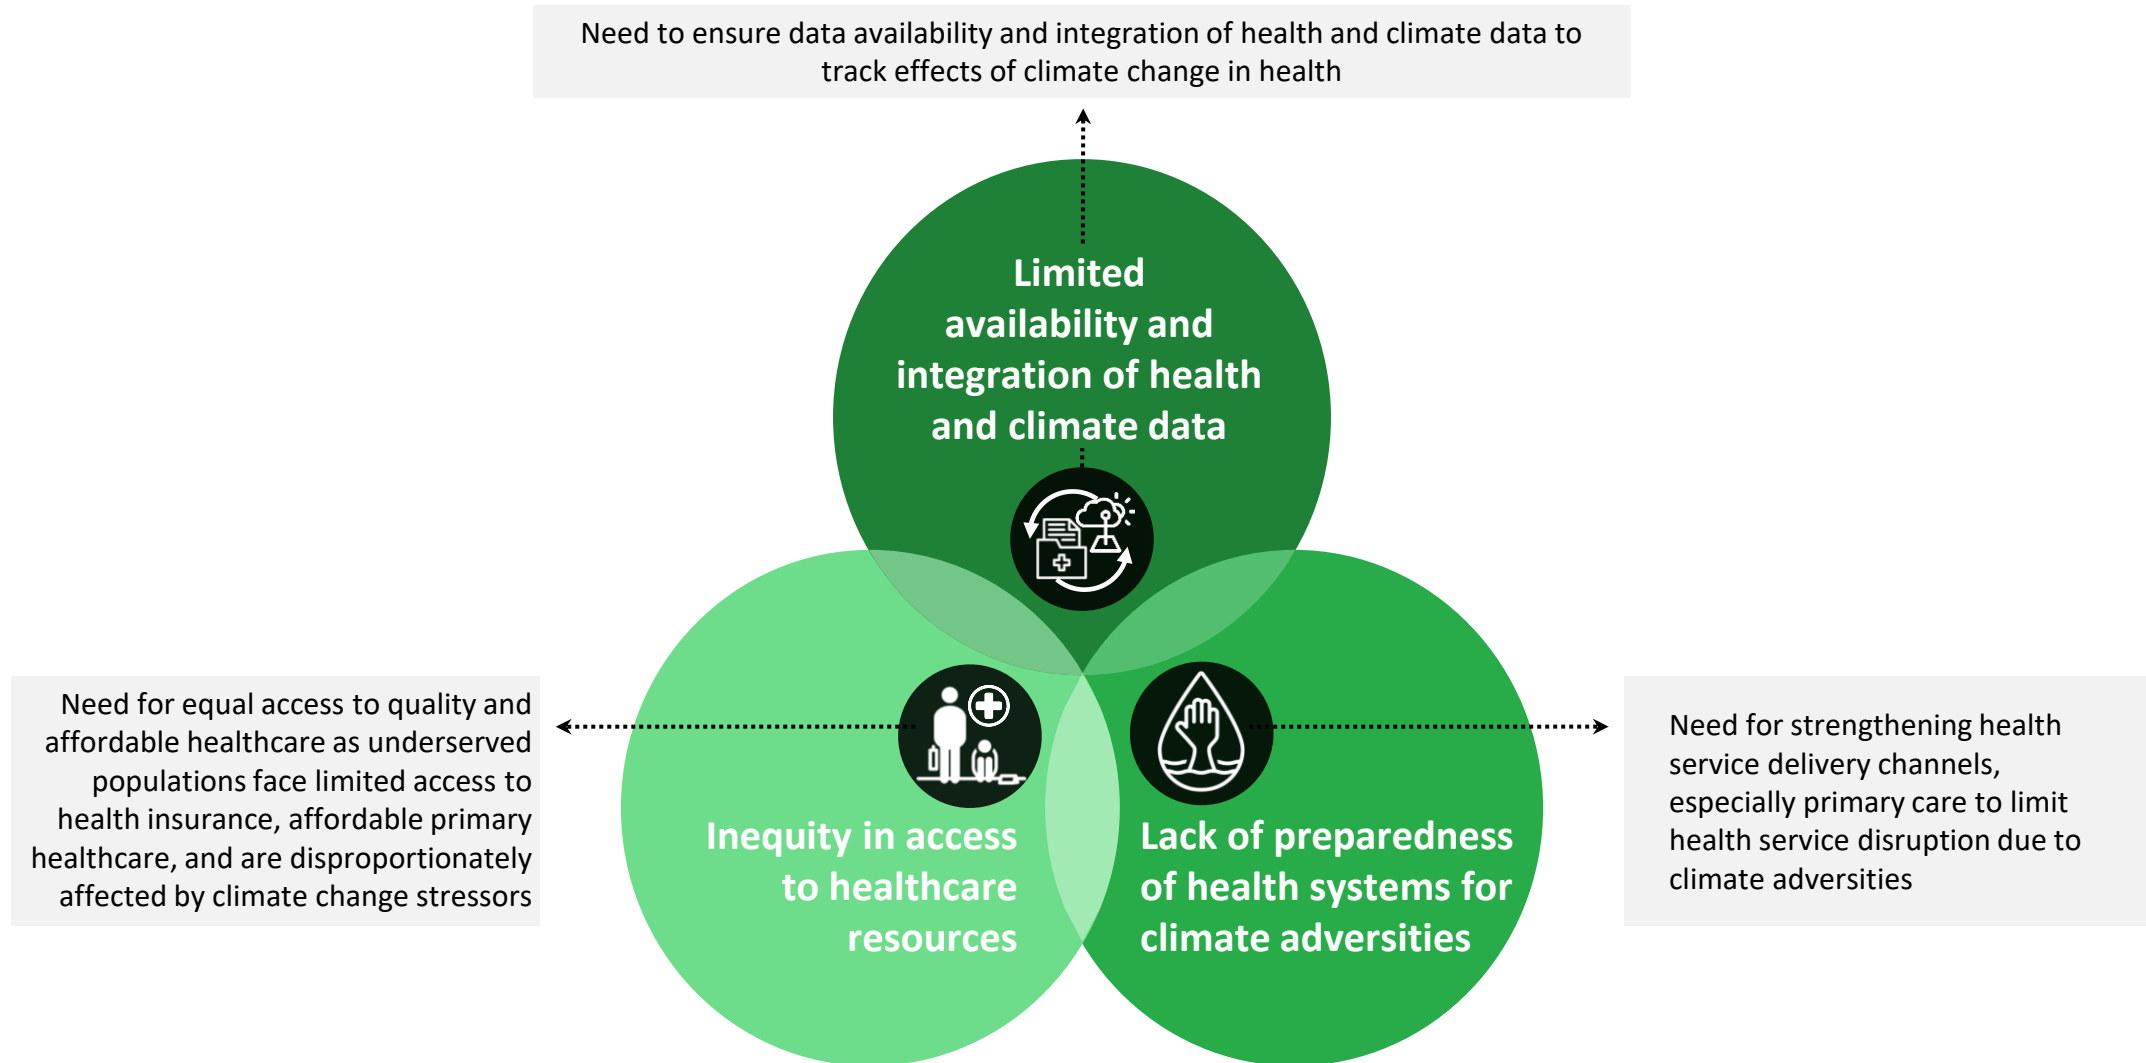 Need to ensure data availability and integration of health and climate data to
track effects of climate change in health
Limited
availability and
integration of health
and climate data
Need for equal access to quality and
affordable healthcare as underserved
populations face limited access to
health insurance, affordable primary
healthcare, and are disproportionately
affected by climate change stressors
Inequity in access
to healthcare
resources
Lack of preparedness
of health systems for
climate adversities
Need for strengthening health
service delivery channels,
especially primary care to limit
health service disruption due to
climate adversities